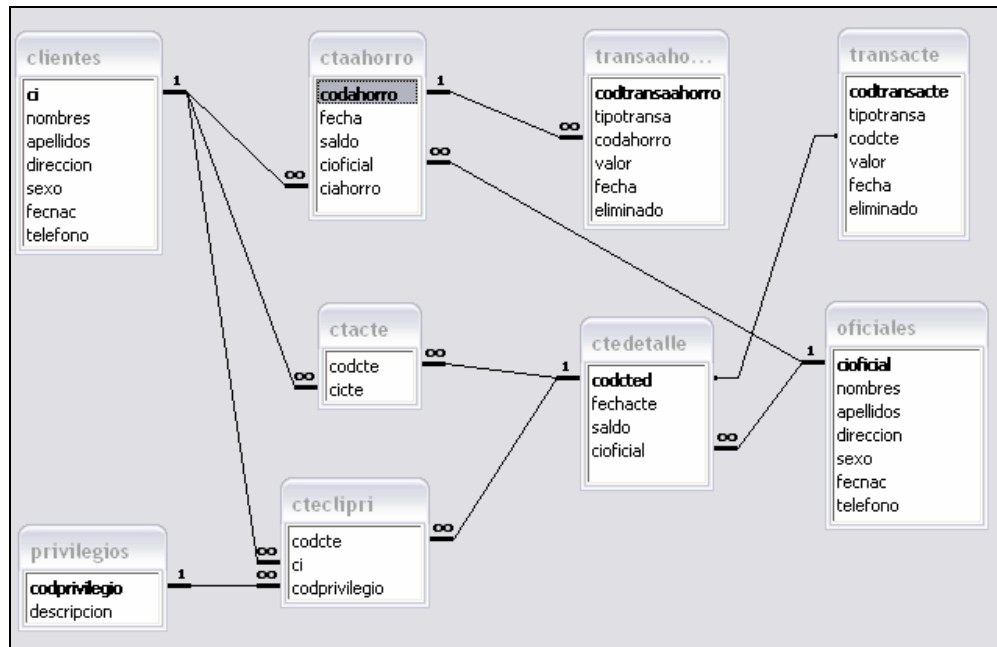 clientes
ci
nombres
apellidos
direccion
sexo
fecnac
telefono
1
∞
∞
∞
ctaahorro
codahorro
fecha
saldo
cioficial
ciahorro
1
∞
transaaho...
codtransaahorro
tipotransa
codahorro
valor
fecha
eliminado
∞
transacte
codtransacte
tipotransa
codcte
valor
fecha
eliminado
ctacte
codcte
cicte
∞
ctedetalle
codcted
fechacte
saldo
cioficial
1
∞
oficiales
cioficial
nombres
apellidos
direccion
sexo
fecnac
telefono
1
privilegios
codprivilegio
descripcion
1
cteclipri
codcte
ci
codprivilegio
∞
∞